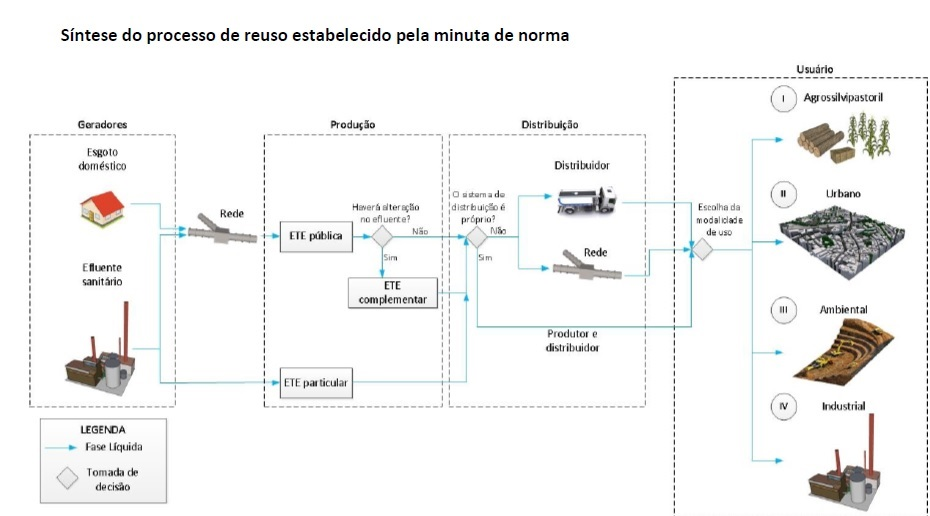 Síntese do processo de reuso estabelecido pela minuta de norma
Geradores
Esgoto
doméstico
Efluente
sanitário
Rede
Produção
ETE pública
Haverá alteração
no efluente?
Não
Sim
ETE
complementar
ETE particular
Distribuição
O sistema de
distribuição é
próprio?
Não
Sim
Distribuidor
Rede
Produtor e
distribuidor
Usuário
Escolha da
modalidade
de uso
I
Agrossilvipastoril
II
Urbano
III
Ambiental
IV
Industrial
LEGENDA
Fase Líquida
Tomada de
decisão